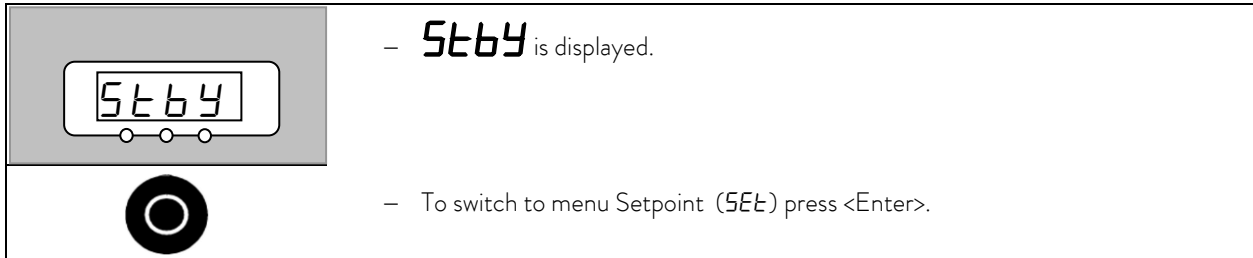 – Stby is displayed.
Stby
– To switch to menu Setpoint (SEt) press <Enter>.